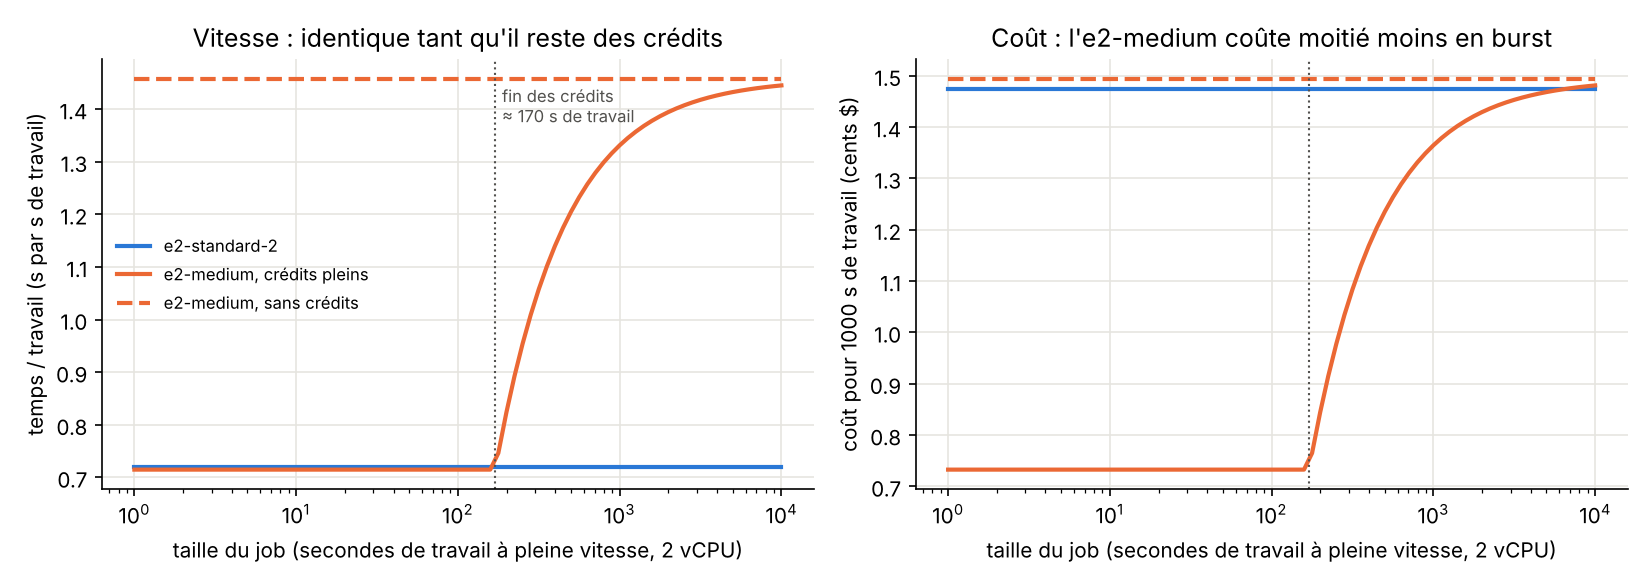 Vitesse : identique tant qu'il reste des crédits
temps / travail (s par s de travail)
1.4
1.3
1.2
1.1
1.0
0.9
0.8
0.7
fin des crédits
≈ 170 s de travail
e2-standard-2
e2-medium, crédits pleins
e2-medium, sans crédits
10⁰ 10¹ 10² 10³ 10⁴
taille du job (secondes de travail à pleine vitesse, 2 vCPU)
Coût : l'e2-medium coûte moitié moins en burst
coût pour 1000 s de travail (cents $)
1.5
1.4
1.3
1.2
1.1
1.0
0.9
0.8
0.7
10⁰ 10¹ 10² 10³ 10⁴
taille du job (secondes de travail à pleine vitesse, 2 vCPU)